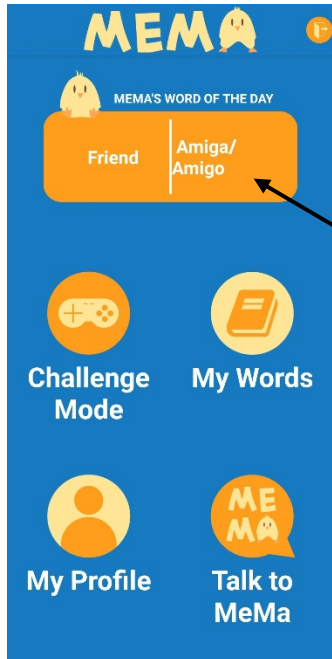 MEMA
MEMA'S WORD OF THE DAY
Friend
Amiga/
Amigo
Challenge
Mode
My Words
ME
MA
My Profile
Talk to
MeMa